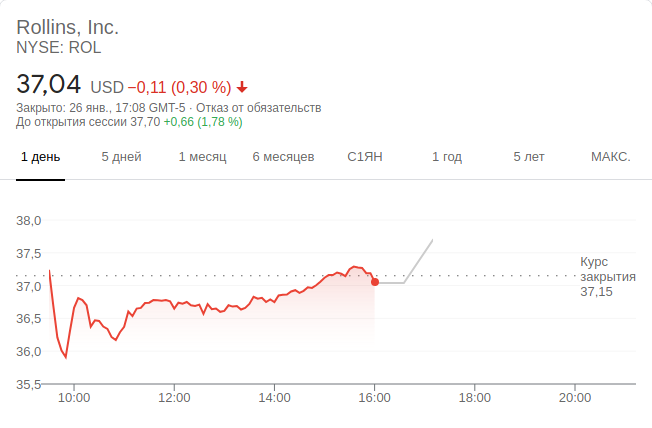 Rollins, Inc.
NYSE: ROL
37,04 USD −0,11 (0,30 %)
Закрыто: 26 янв., 17:08 GMT-5 · Отказ от обязательств
До открытия сессии 37,70 +0,66 (1,78 %)
1 день 5 дней 1 месяц 6 месяцев С1ЯН 1 год 5 лет МАКС.
38,0
37,5
Курс
закрытия
37,15
37,0
36,5
36,0
35,5
10:00 12:00 14:00 16:00 18:00 20:00